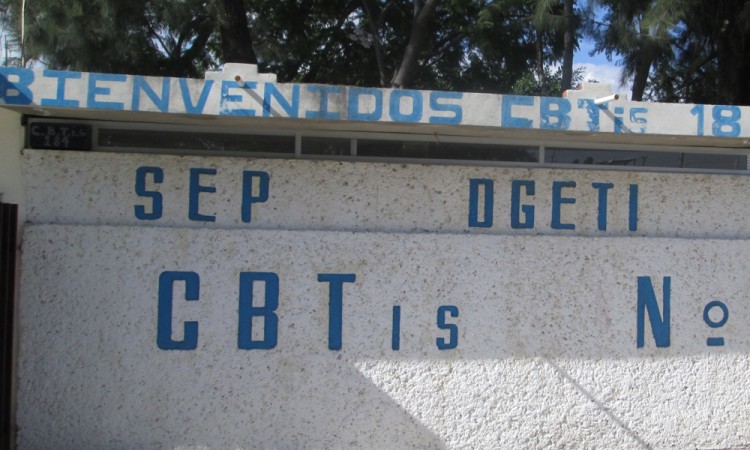 BIENVENIDOS CBTis 18
C.B.T.i.s
SEP DGETI
CBTis Nº